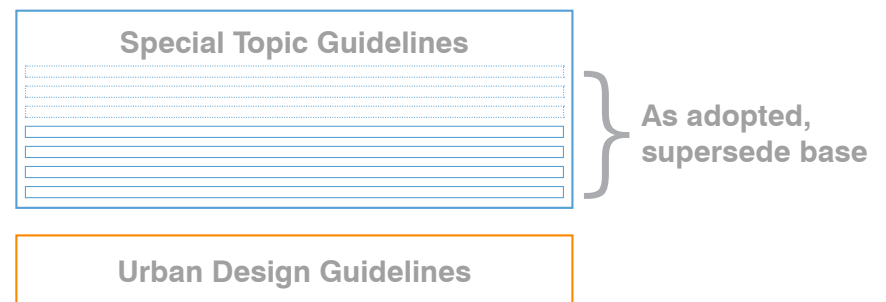 Special Topic Guidelines
As adopted,
supersede base
Urban Design Guidelines